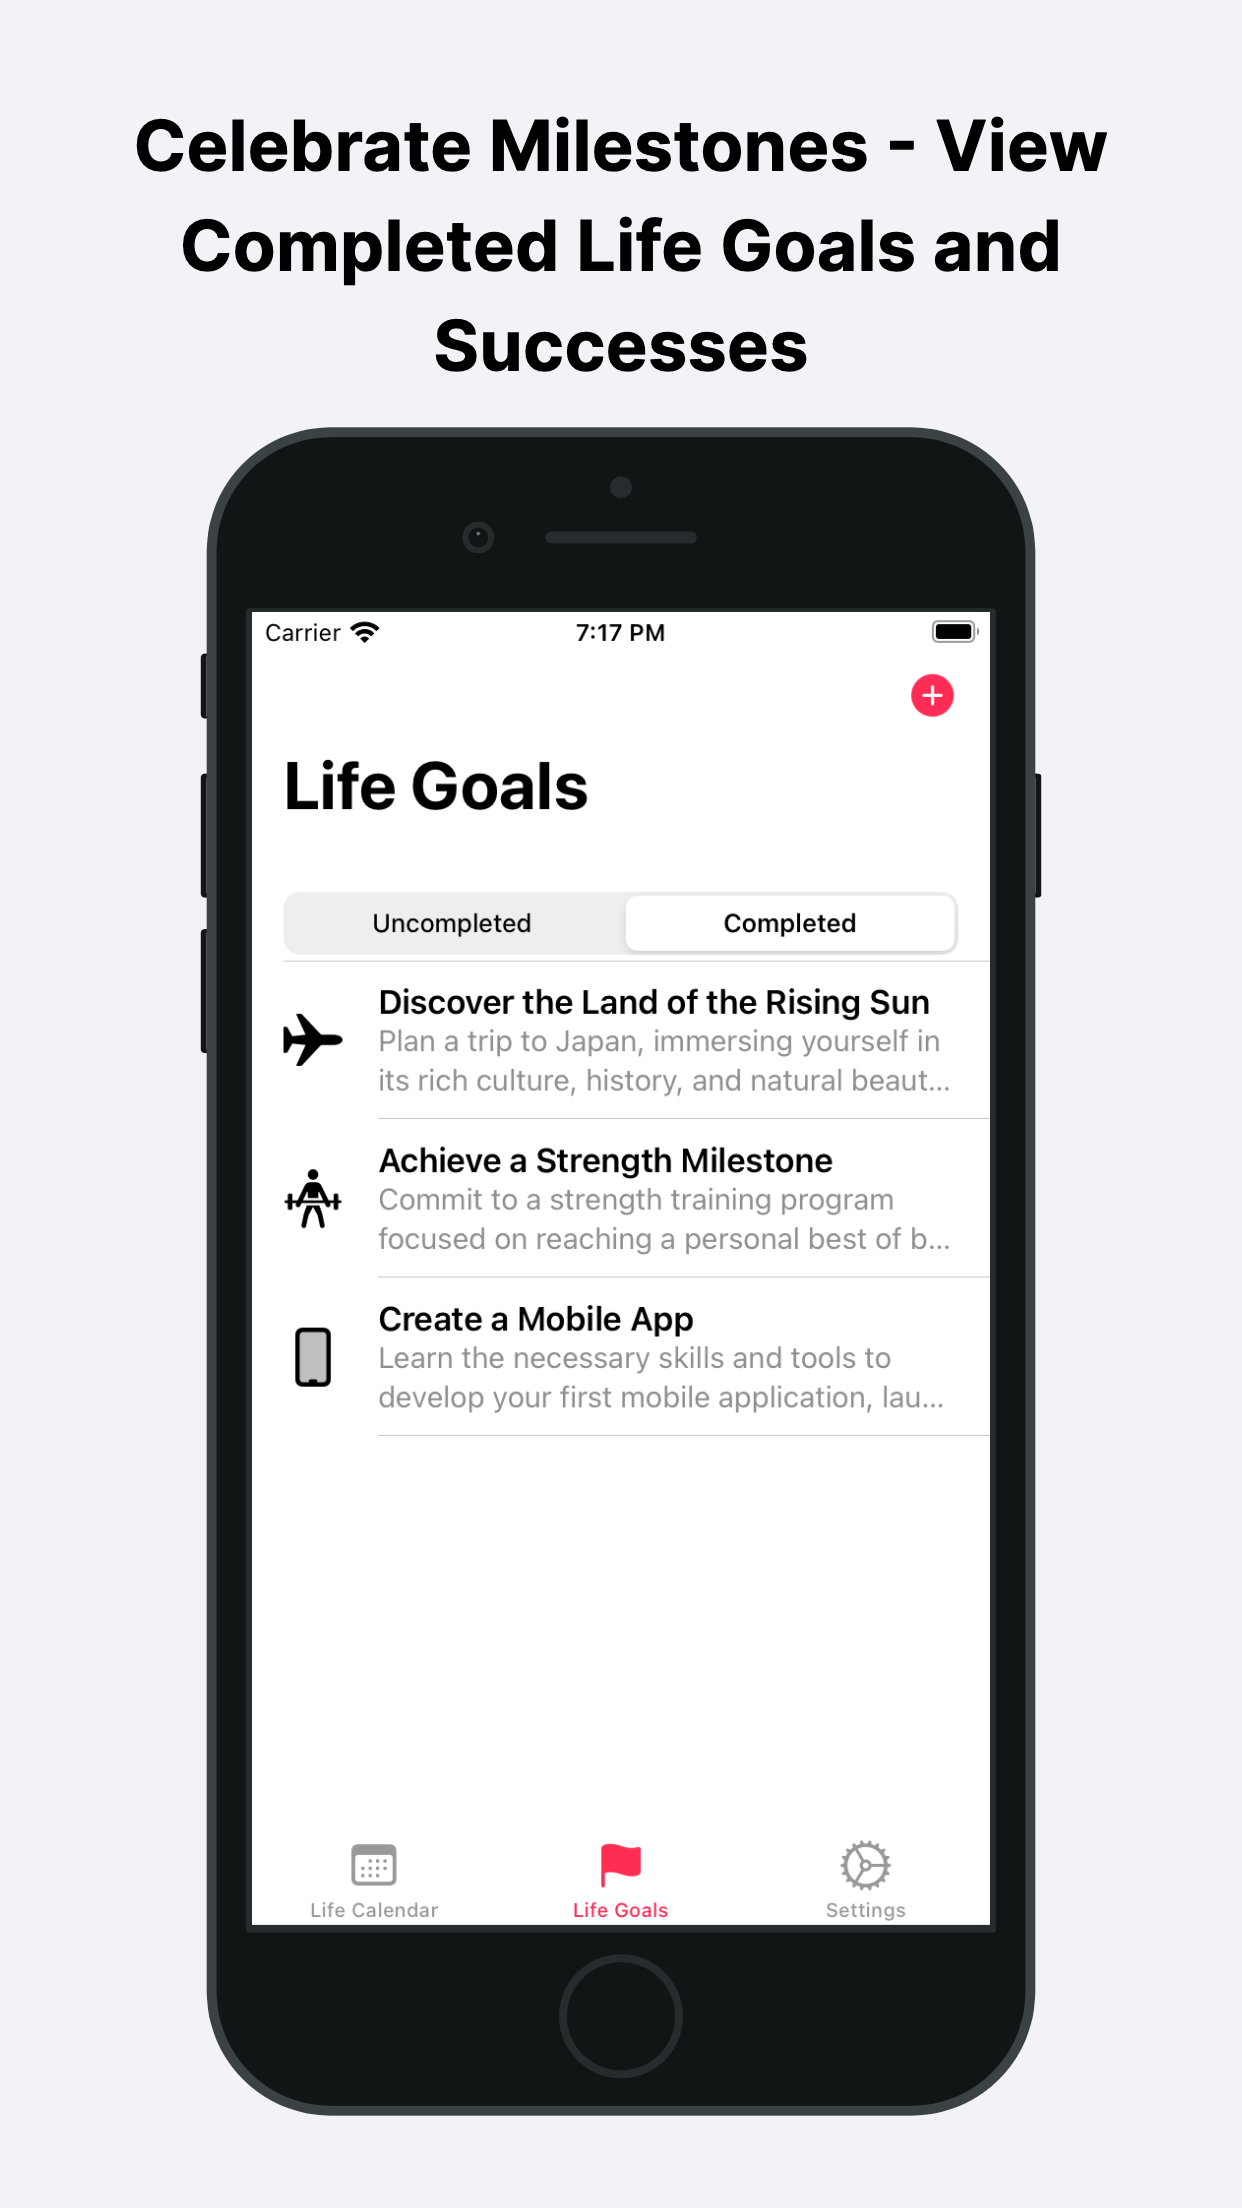 Celebrate Milestones - View
Completed Life Goals and
Successes
Carrier
7:17 PM
Life Goals
Uncompleted
Completed
Discover the Land of the Rising Sun
Plan a trip to Japan, immersing yourself in
its rich culture, history, and natural beaut...
Achieve a Strength Milestone
Commit to a strength training program
focused on reaching a personal best of b...
Create a Mobile App
Learn the necessary skills and tools to
develop your first mobile application, lau...
Life Calendar
Life Goals
Settings